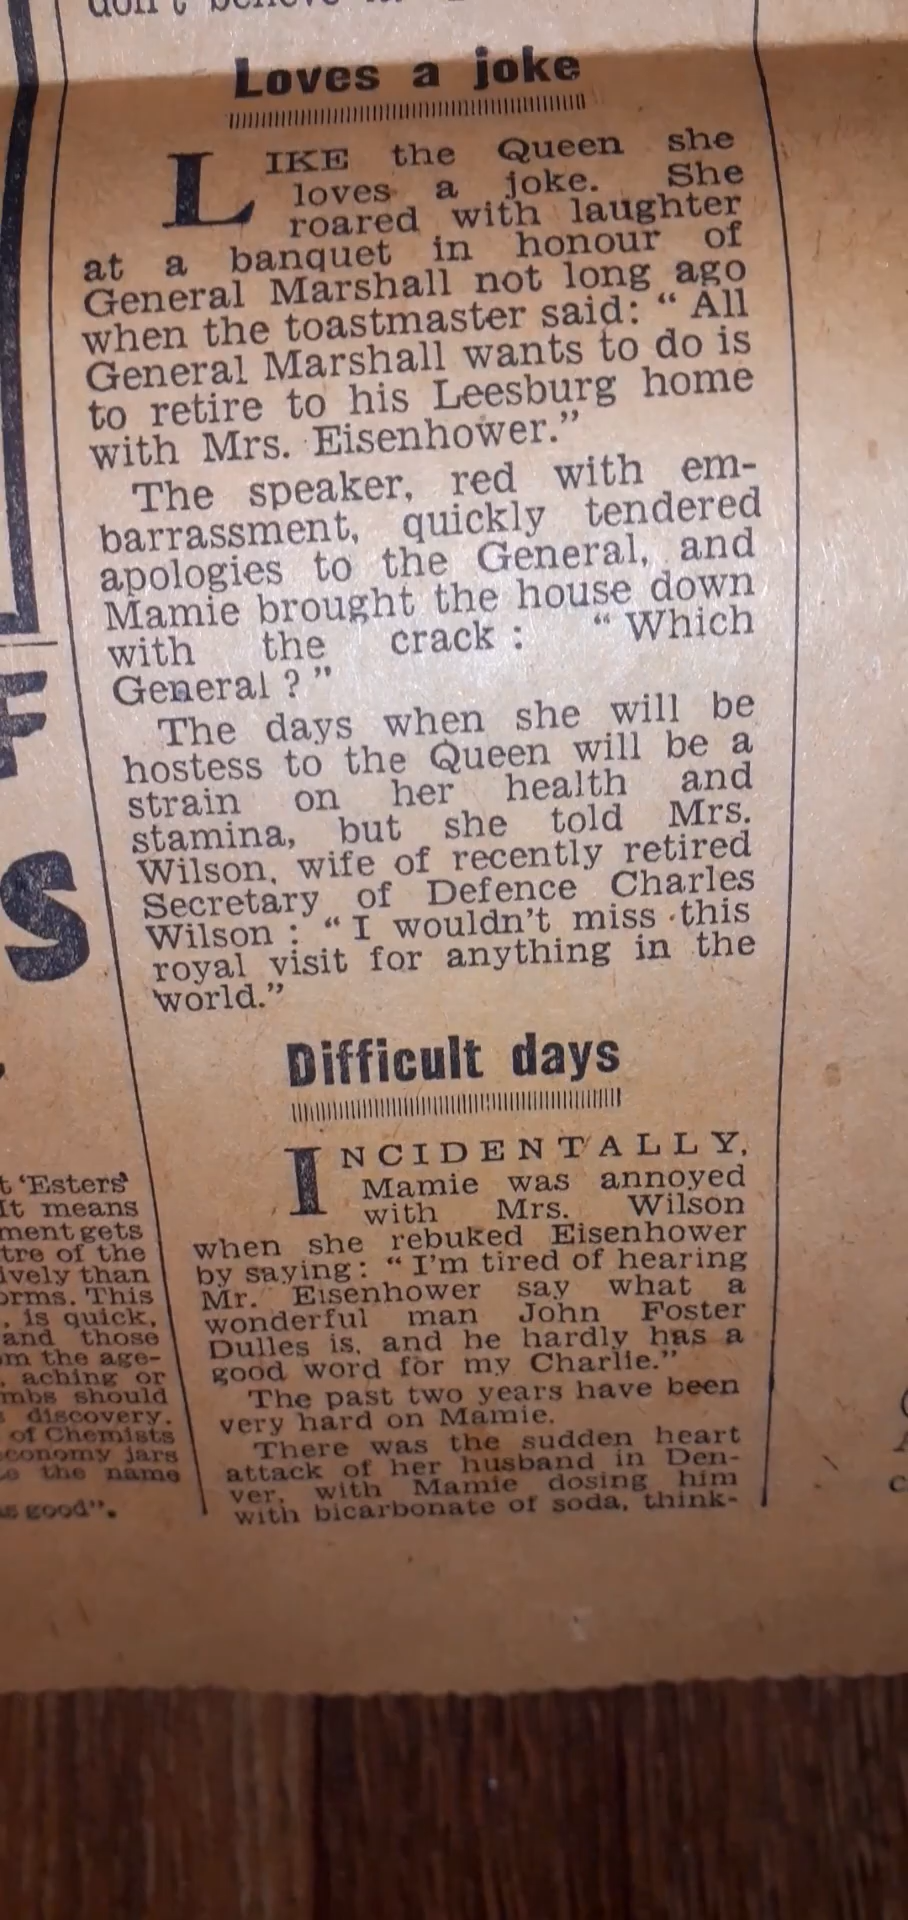 Loves a joke
LIKE the Queen she
loves a joke. She
roared with laughter
at a banquet in honour of
General Marshall not long ago
when the toastmaster said: “ All
General Marshall wants to do is
to retire to his Leesburg home
with Mrs. Eisenhower.”
The speaker, red with em-
barrassment, quickly tendered
apologies to the General, and
Mamie brought the house down
with the crack : “ Which
General ? ”
The days when she will be
hostess to the Queen will be a
strain on her health and
stamina, but she told Mrs.
Wilson, wife of recently retired
Secretary of Defence Charles
Wilson : “ I wouldn’t miss this
royal visit for anything in the
world.”
Difficult days
INCIDENTALLY,
Mamie was annoyed
with Mrs. Wilson
when she rebuked Eisenhower
by saying: “ I’m tired of hearing
Mr. Eisenhower say what a
wonderful man John Foster
Dulles is, and he hardly has a
good word for my Charlie.”
The past two years have been
very hard on Mamie.
There was the sudden heart
attack of her husband in Den-
ver, with Mamie dosing him
with bicarbonate of soda, think-
F
S
‘Esters’
It means
ment gets
tre of the
ively than
orms. This
is quick,
and those
om the age-
aching or
mbs should
discovery.
of Chemists
economy jars
the name
good”.